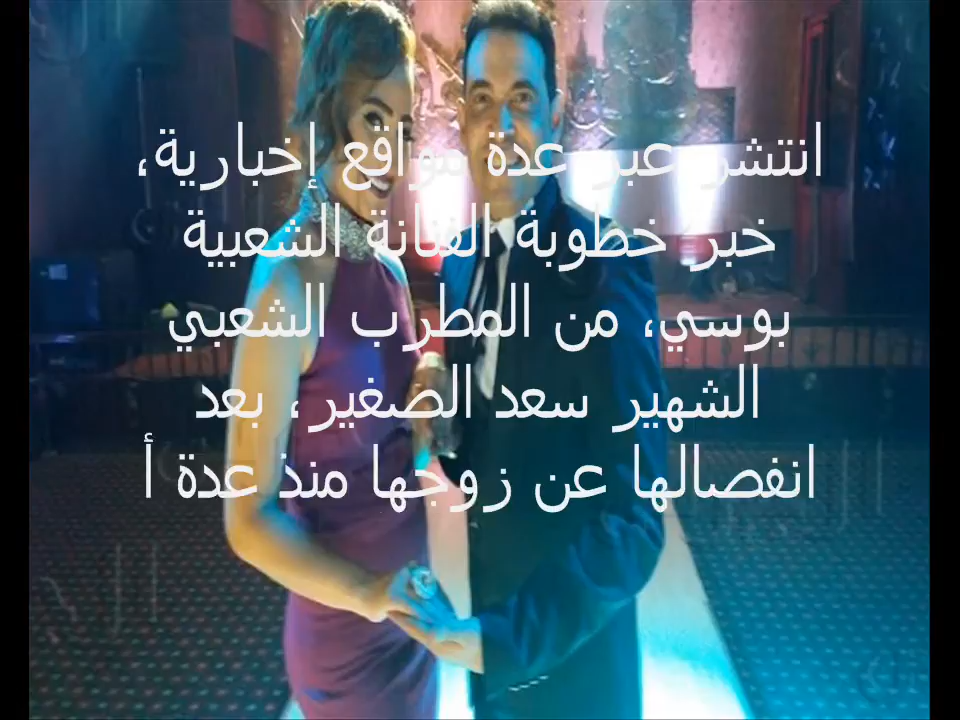 انتشر عبر عدة مواقع إخبارية،
خبر خطوبة الفنانة الشعبية
بوسي، من المطرب الشعبي
الشهير سعد الصغير، بعد
انفصالها عن زوجها منذ عدة أ